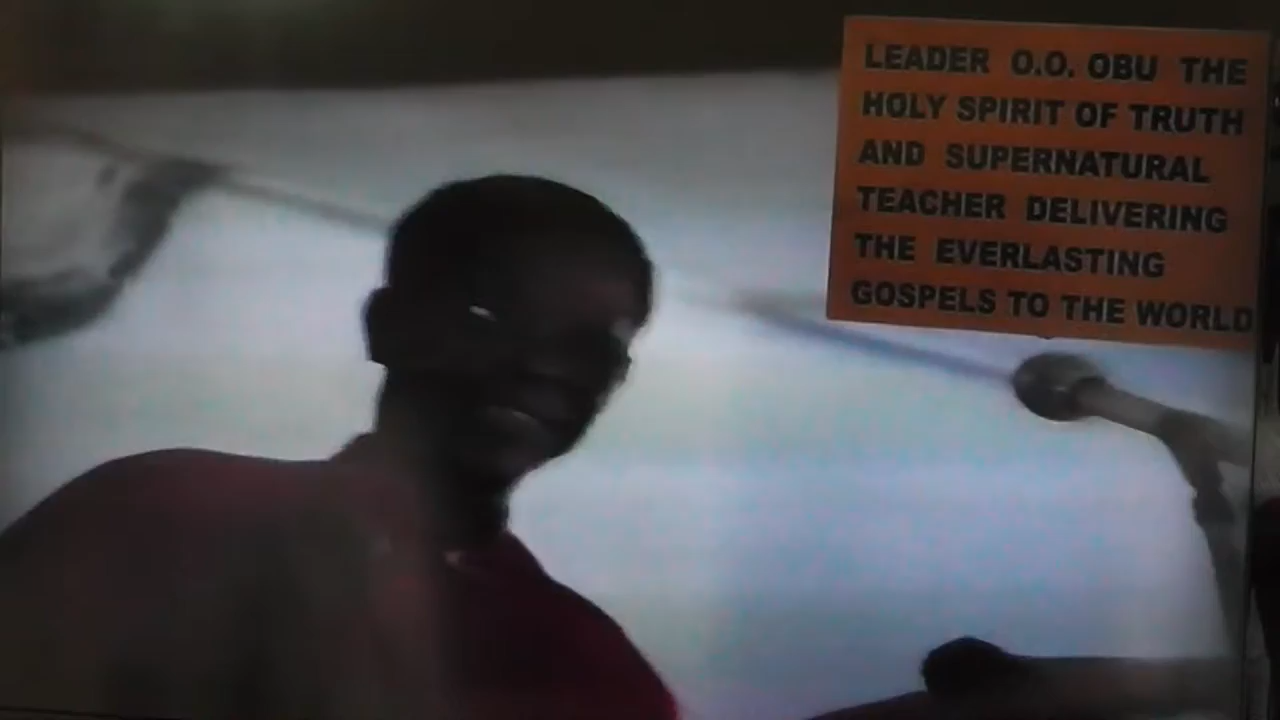 LEADER O.O. OBU THE
HOLY SPIRIT OF TRUTH
AND SUPERNATURAL
TEACHER DELIVERING
THE EVERLASTING
GOSPELS TO THE WORLD